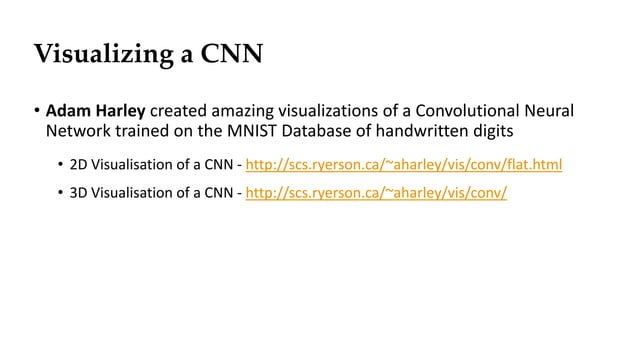 Visualizing a CNN
• Adam Harley created amazing visualizations of a Convolutional Neural
Network trained on the MNIST Database of handwritten digits
• 2D Visualisation of a CNN - http://scs.ryerson.ca/~aharley/vis/conv/flat.html
• 3D Visualisation of a CNN - http://scs.ryerson.ca/~aharley/vis/conv/